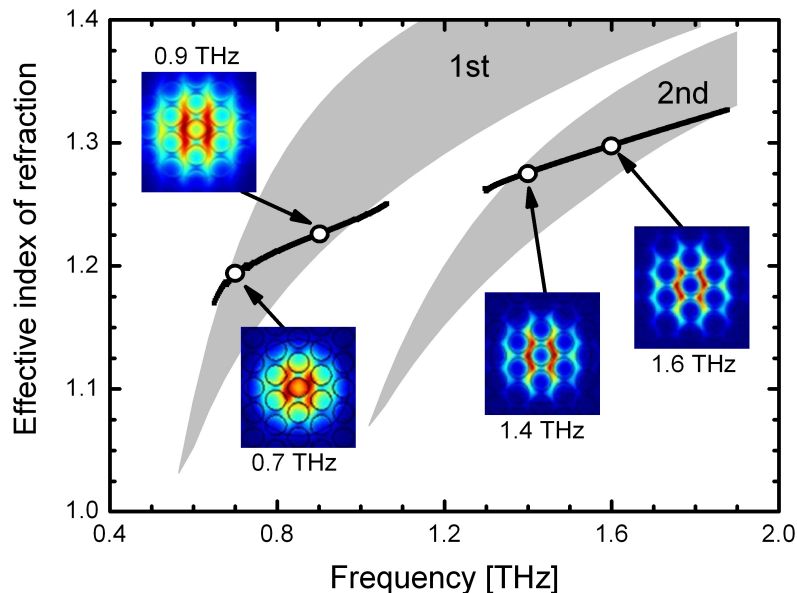 1.4
1.3
1.2
1.1
1.0
Effective index of refraction
0.9 THz
1st
2nd
0.7 THz
1.4 THz
1.6 THz
0.4
0.8
1.2
1.6
2.0
Frequency [THz]